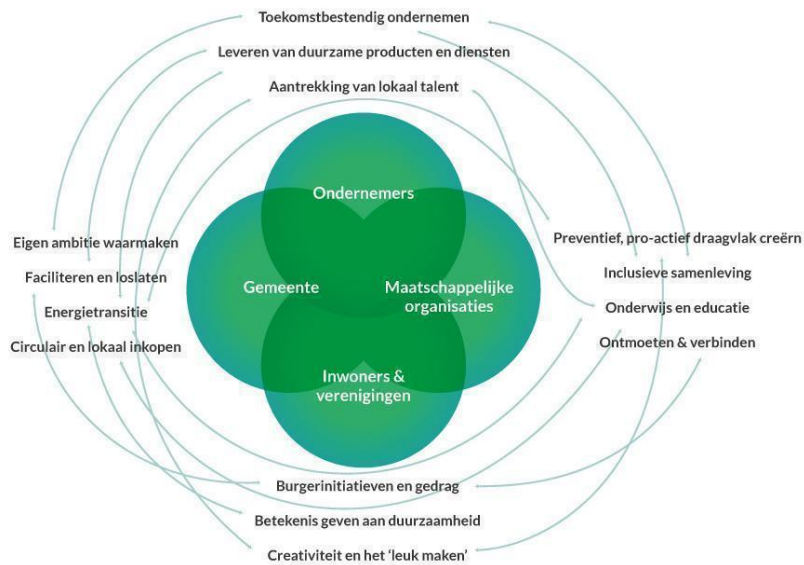 Toekomstbestendig ondernemen
Leveren van duurzame producten en diensten
Aantrekking van lokaal talent
Ondernemers
Eigen ambitie waarmaken
Faciliteren en loslaten
Energietransitie
Circulair en lokaal inkopen
Gemeente
Maatschappelijke
organisaties
Preventief, pro-actief draagvlak creërn
Inclusieve samenleving
Onderwijs en educatie
Ontmoeten & verbinden
Inwoners &
verenigingen
Burgerinitiatieven en gedrag
Betekenis geven aan duurzaamheid
Creativiteit en het ‘leuk maken’